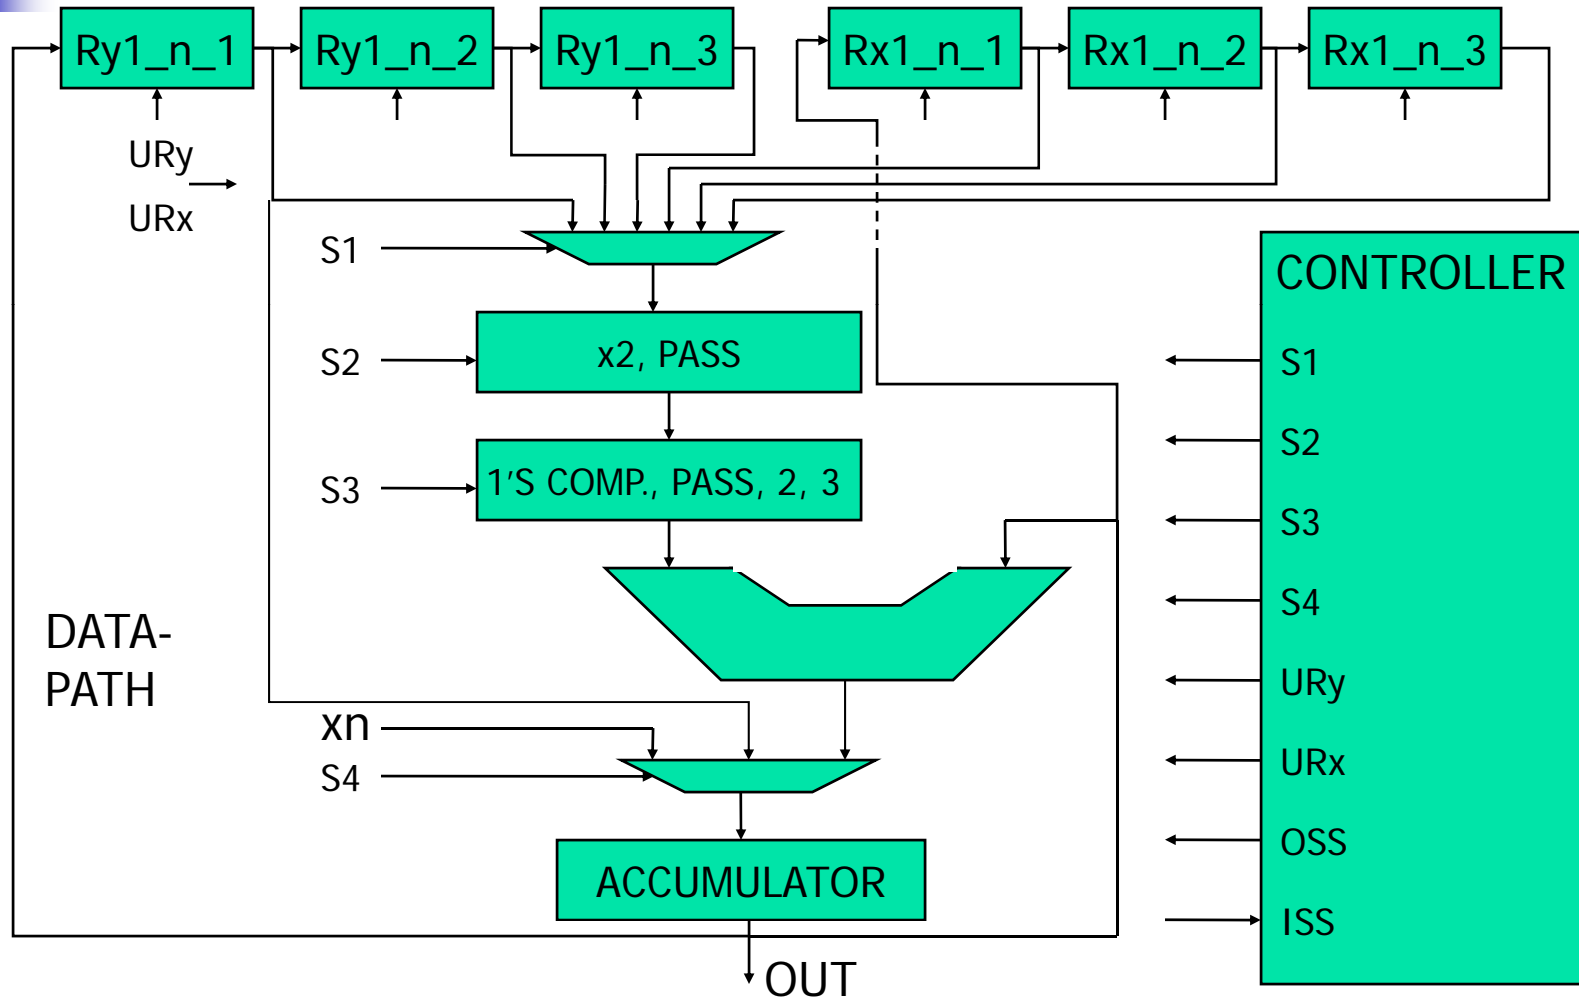 Ry1_n_1
Ry1_n_2
Ry1_n_3
Rx1_n_1
Rx1_n_2
Rx1_n_3
URy
URx
S1
CONTROLLER
x2, PASS
S2
S1
S2
1'S COMP., PASS, 2, 3
S3
S3
S4
DATA-
PATH
URy
xn
S4
URx
ACCUMULATOR
OSS
ISS
OUT